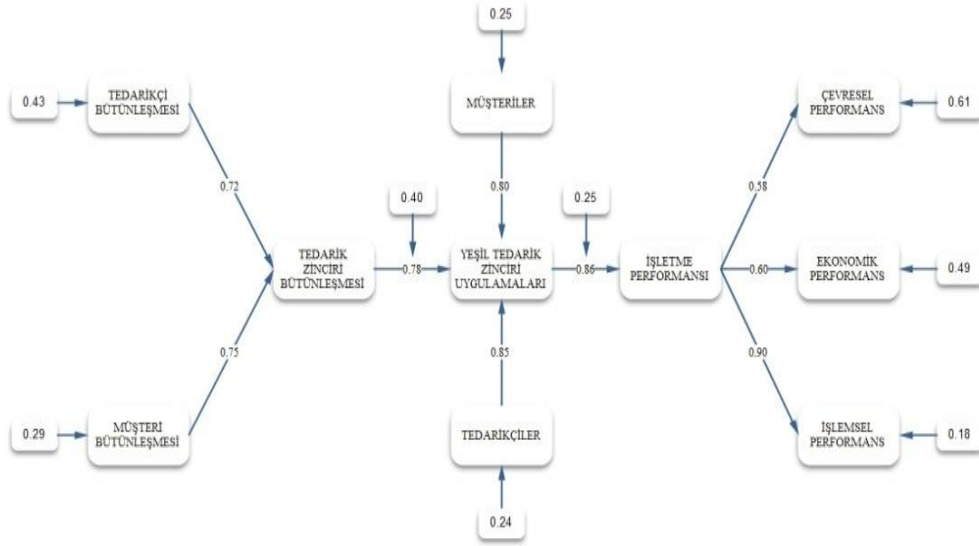 0.25
0.43
TEDARİKÇİ
BÜTÜNLEŞMESİ
MÜŞTERİLER
ÇEVRESEL
PERFORMANS
0.61
0.72
0.80
0.58
0.40
0.25
TEDARİK
ZİNCİRİ
BÜTÜNLEŞMESİ
0.78
YEŞİL TEDARİK
ZİNCİRİ
UYGULAMALARI
0.86
İŞLETME
PERFORMANSI
0.60
EKONOMİK
PERFORMANS
0.49
0.75
0.85
0.90
0.29
MÜŞTERİ
BÜTÜNLEŞMESİ
TEDARİKÇİLER
İŞLEMSEL
PERFORMANS
0.18
0.24